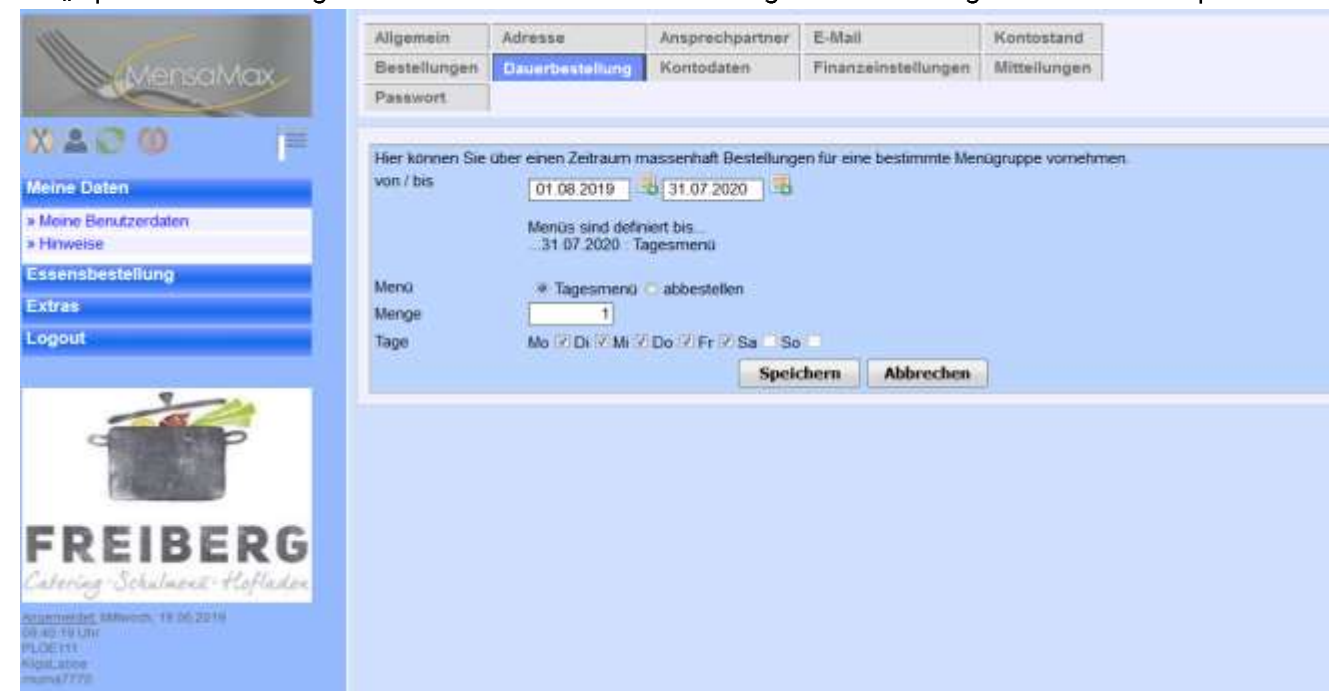 MensaMax
Allgemein Adresse Ansprechpartner E-Mail Kontostand
Bestellungen Dauerbestellung Kontodaten Finanzeinstellungen Mitteilungen
Passwort
Meine Daten
» Meine Benutzerdaten
» Hinweise
Essensbestellung
Extras
Logout
Hier können Sie über einen Zeitraum massenhaft Bestellungen für eine bestimmte Menügruppe vornehmen.
von / bis 01.08.2019 31.07.2020
Menüs sind definiert bis...
...31.07.2020 : Tagesmenü
Menü Tagesmenü abbestellen
Menge 1
Tage Mo Di Mi Do Fr Sa So
Speichern Abbrechen
FREIBERG
Catering · Schulmenü · Hofladen
Angemeldet: Mittwoch,
PLOE111